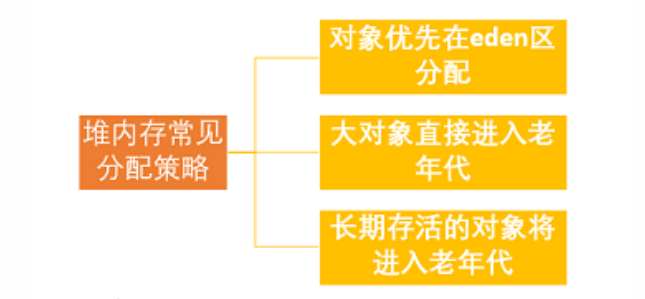 堆内存常见
分配策略
对象优先在eden区
分配
大对象直接进入老
年代
长期存活的对象将
进入老年代